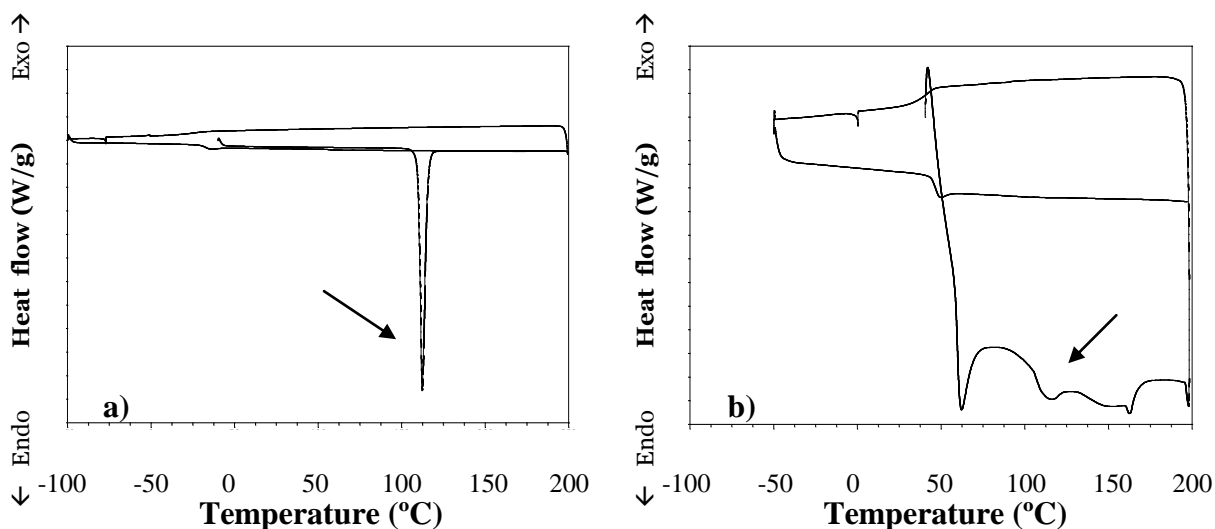 ← Endo Heat flow (W/g) Exo →
a)
-100 -50 0 50 100 150 200
Temperature (ºC)
← Endo Heat flow (W/g) Exo →
b)
-100 -50 0 50 100 150 200
Temperature (ºC)